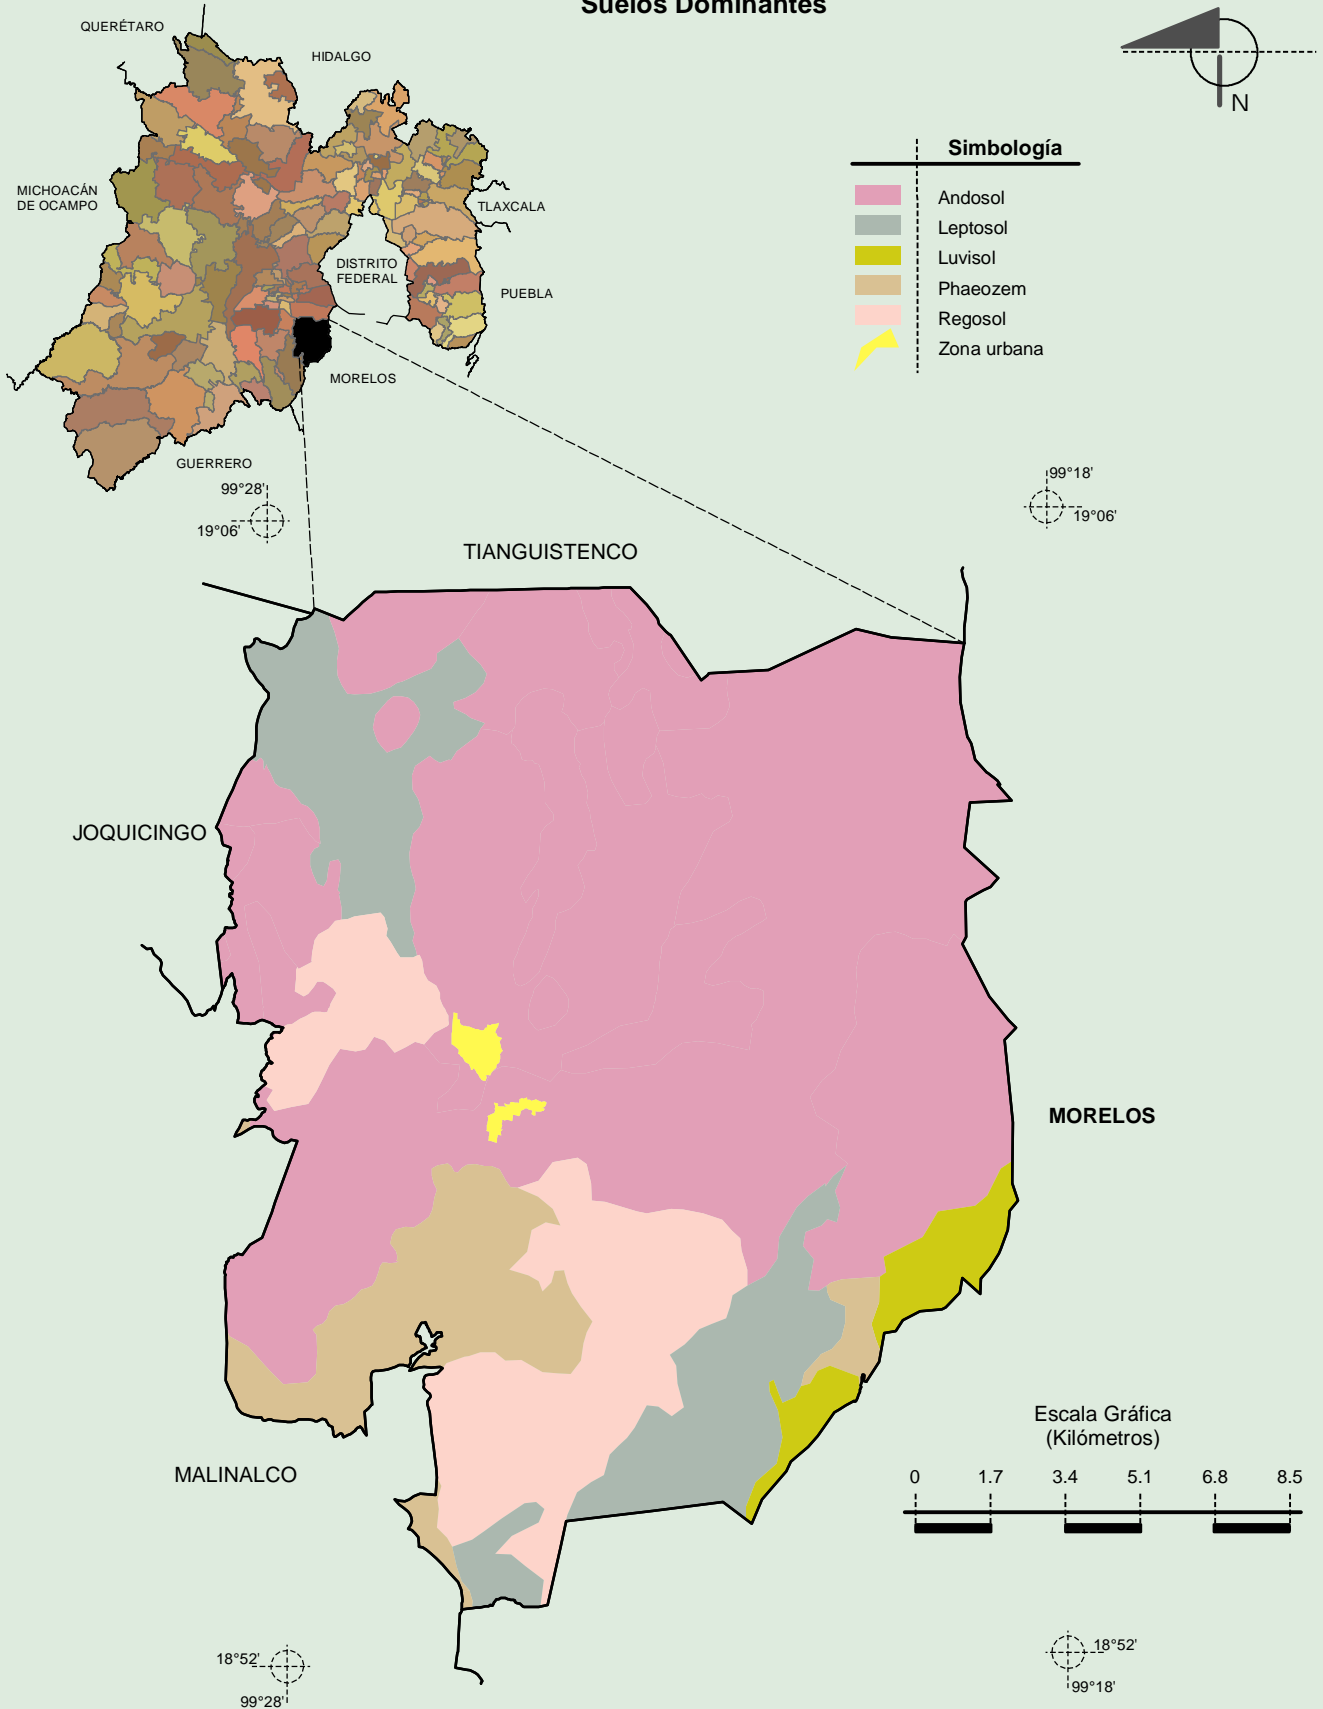 Suelos Dominantes
QUERÉTARO
HIDALGO
N
Simbología
MICHOACÁN
DE OCAMPO
TLAXCALA
Andosol
Leptosol
Luvisol
Phaeozem
Regosol
Zona urbana
DISTRITO
FEDERAL
PUEBLA
MORELOS
GUERRERO
99°28'
19°06'
99°18'
19°06'
TIANGUISTENCO
JOQUICINGO
MORELOS
MALINALCO
Escala Gráfica
(Kilómetros)
0 1.7 3.4 5.1 6.8 8.5
18°52'
99°28'
18°52'
99°18'